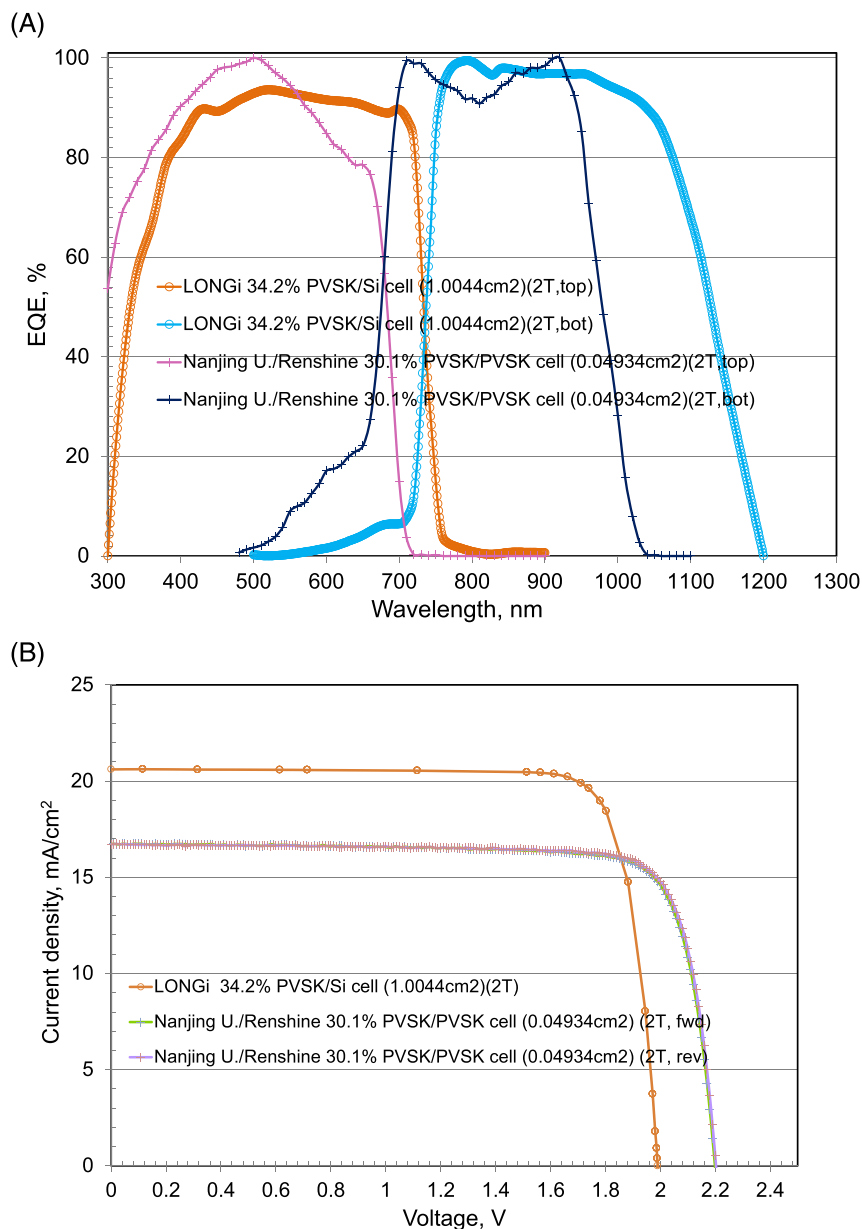 (A)
100
80
60
40
20
0
EQE, %
LONGi 34.2% PVSK/Si cell (1.0044cm2)(2T,top)
LONGi 34.2% PVSK/Si cell (1.0044cm2)(2T,bot)
Nanjing U./Renshine 30.1% PVSK/PVSK cell (0.04934cm2)(2T,top)
Nanjing U./Renshine 30.1% PVSK/PVSK cell (0.04934cm2)(2T,bot)
300 400 500 600 700 800 900 1000 1100 1200 1300
Wavelength, nm
(B)
25
20
15
10
5
0
Current density, mA/cm2
LONGi 34.2% PVSK/Si cell (1.0044cm2)(2T)
Nanjing U./Renshine 30.1% PVSK/PVSK cell (0.04934cm2) (2T, fwd)
Nanjing U./Renshine 30.1% PVSK/PVSK cell (0.04934cm2) (2T, rev)
0 0.2 0.4 0.6 0.8 1 1.2 1.4 1.6 1.8 2 2.2 2.4
Voltage, V